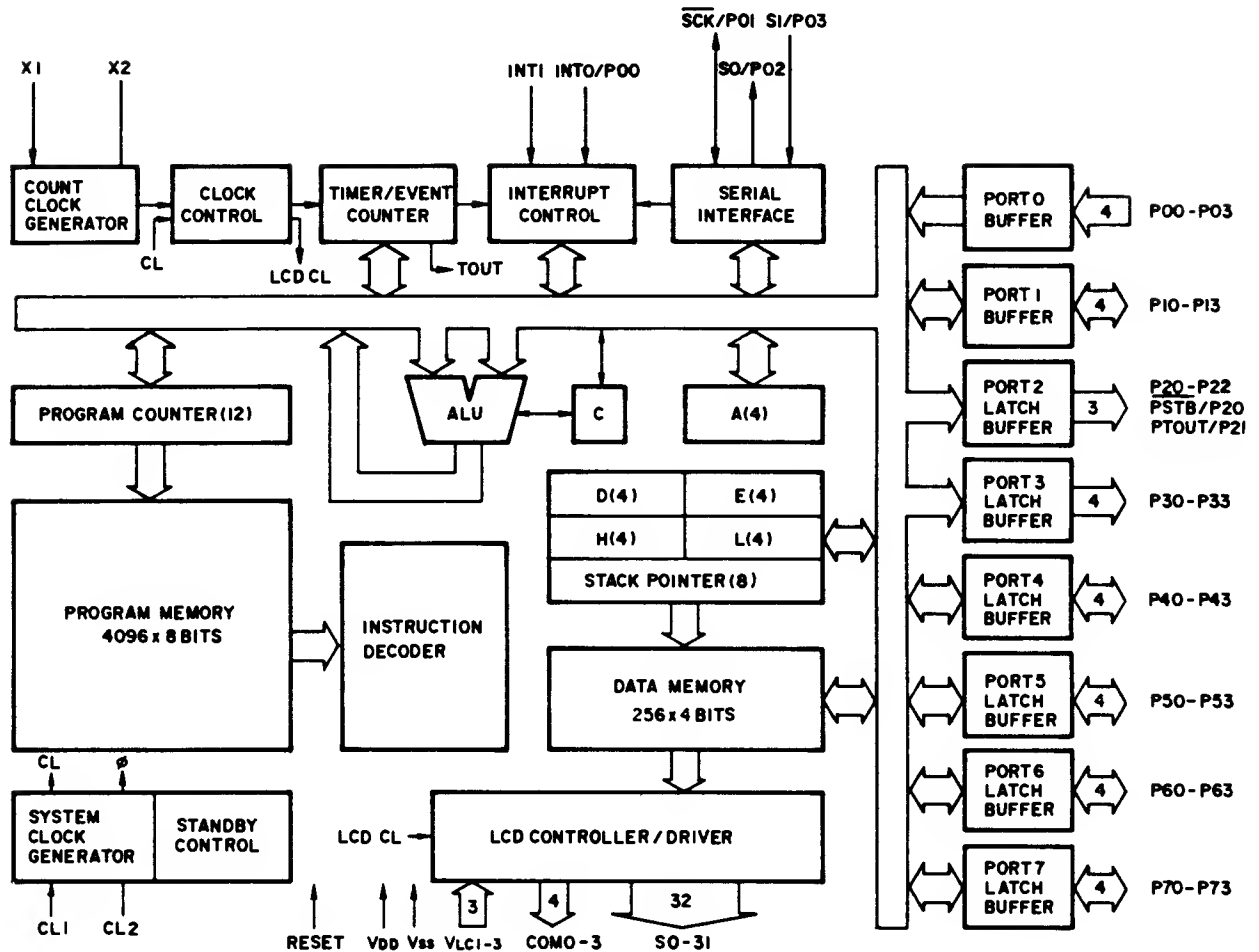 SCK/P01 SI/P03
X1 X2
INT1 INT0/P00 SO/P02
COUNT
CLOCK
GENERATOR
CLOCK
CONTROL
TIMER/EVENT
COUNTER
INTERRUPT
CONTROL
SERIAL
INTERFACE
PORT0
BUFFER
4
P00-P03
CL
LCD CL
TOUT
PORT1
BUFFER
4
P10-P13
PROGRAM COUNTER(12)
ALU
C
A(4)
PORT2
LATCH
BUFFER
3
P20-P22
PSTB/P20
PTOUT/P21
D(4)
E(4)
H(4)
L(4)
STACK POINTER(8)
PORT3
LATCH
BUFFER
4
P30-P33
PROGRAM MEMORY
4096x8BITS
INSTRUCTION
DECODER
PORT4
LATCH
BUFFER
4
P40-P43
DATA MEMORY
256x4BITS
PORT5
LATCH
BUFFER
4
P50-P53
CL
ø
SYSTEM
CLOCK
GENERATOR
STANDBY
CONTROL
LCD CL
LCD CONTROLLER/DRIVER
PORT6
LATCH
BUFFER
4
P60-P63
3
4
32
PORT7
LATCH
BUFFER
4
P70-P73
CL1
CL2
RESET
VDD
VSS
VLC1-3
COM0-3
S0-31